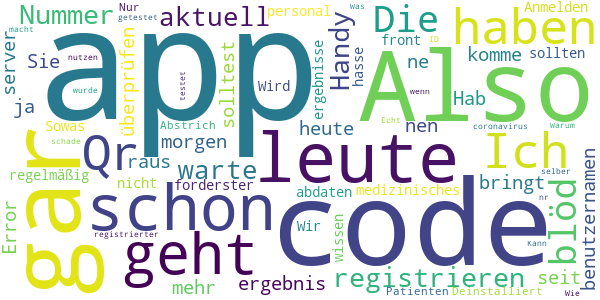 Nummer aktuell Die haben Anmelden
Nur getestet personal
macht app Also
server Sie überprüfen solltest ergebnisse Handy front ne komme sollten
hasse nutzen was ID
ja wurde testet Wird Hab
Sowas Abstrich heute nen Echt wenn coronavirus Warum
schade morgen leute Ich
gar Qr raus warte
regelmäßig nicht forderster abdaten medizinisches bringt selber
schon Wir code nr
Error registrierter geht wissen Kann blöd benutzernamen
mehr ergebnis registrieren seit
Patienten Deinstalliert Wie